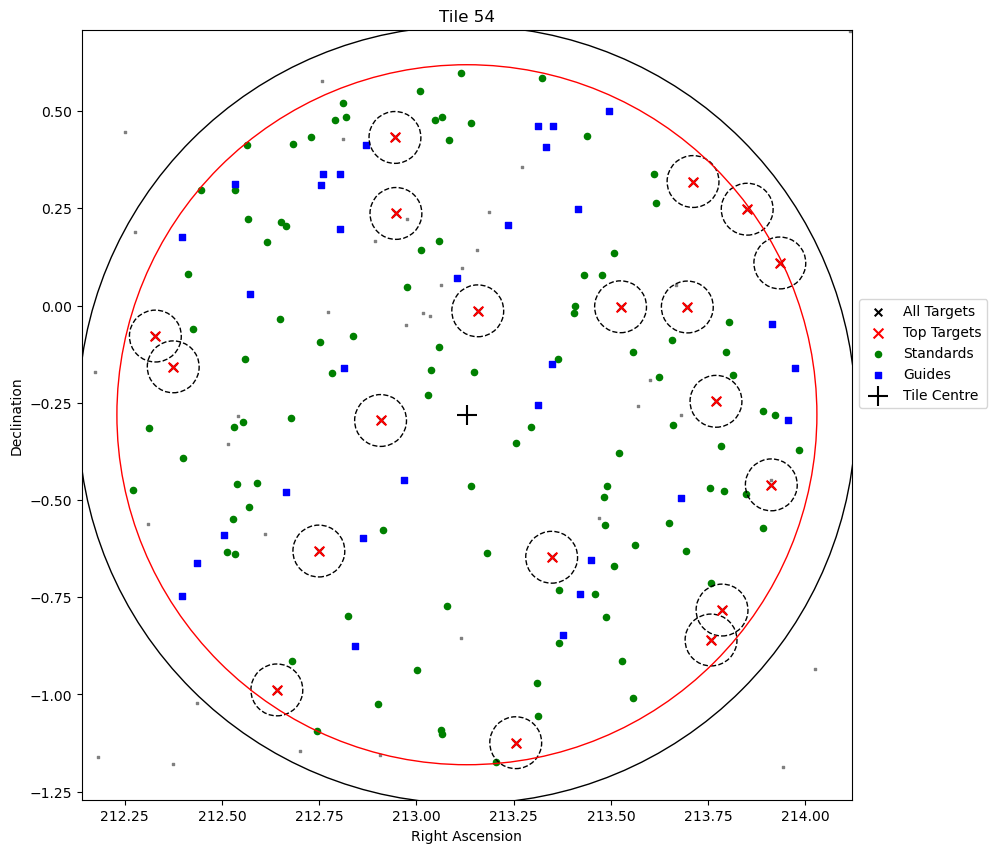 Tile 54
0.50
0.25
0.00
−0.25
−0.50
−0.75
−1.00
−1.25
Declination
212.25 212.50 212.75 213.00 213.25 213.50 213.75 214.00
Right Ascension
All Targets
Top Targets
Standards
Guides
Tile Centre